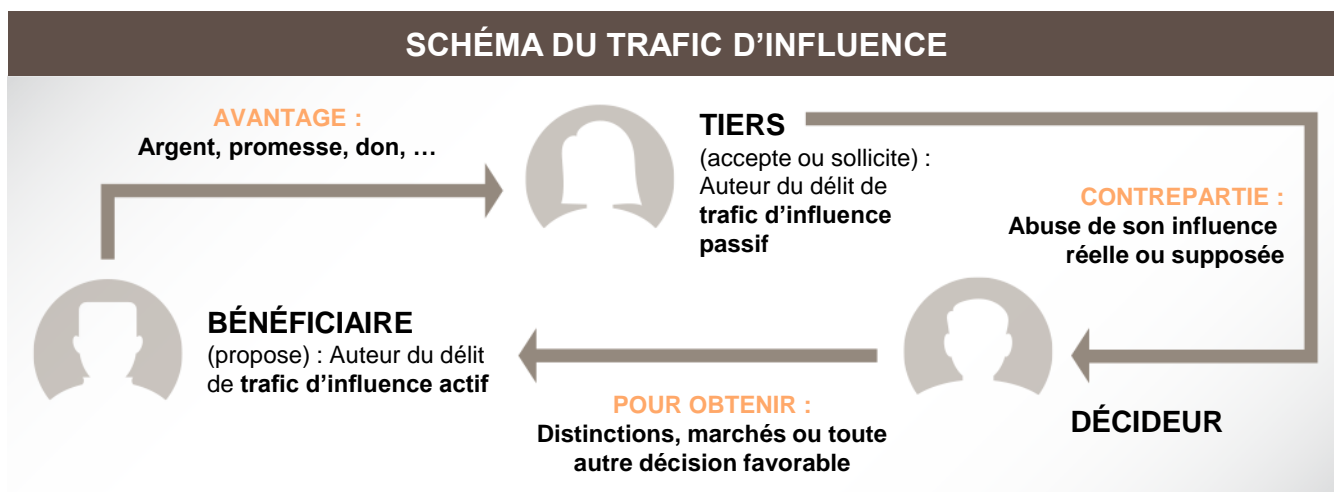 SCHÉMA DU TRAFIC D’INFLUENCE
AVANTAGE :
Argent, promesse, don, …
TIERS
(accepte ou sollicite) :
Auteur du délit de
trafic d’influence
passif
CONTREPARTIE :
Abuse de son influence
réelle ou supposée
BÉNÉFICIAIRE
(propose) : Auteur du délit
de trafic d’influence actif
POUR OBTENIR :
Distinctions, marchés ou toute
autre décision favorable
DÉCIDEUR